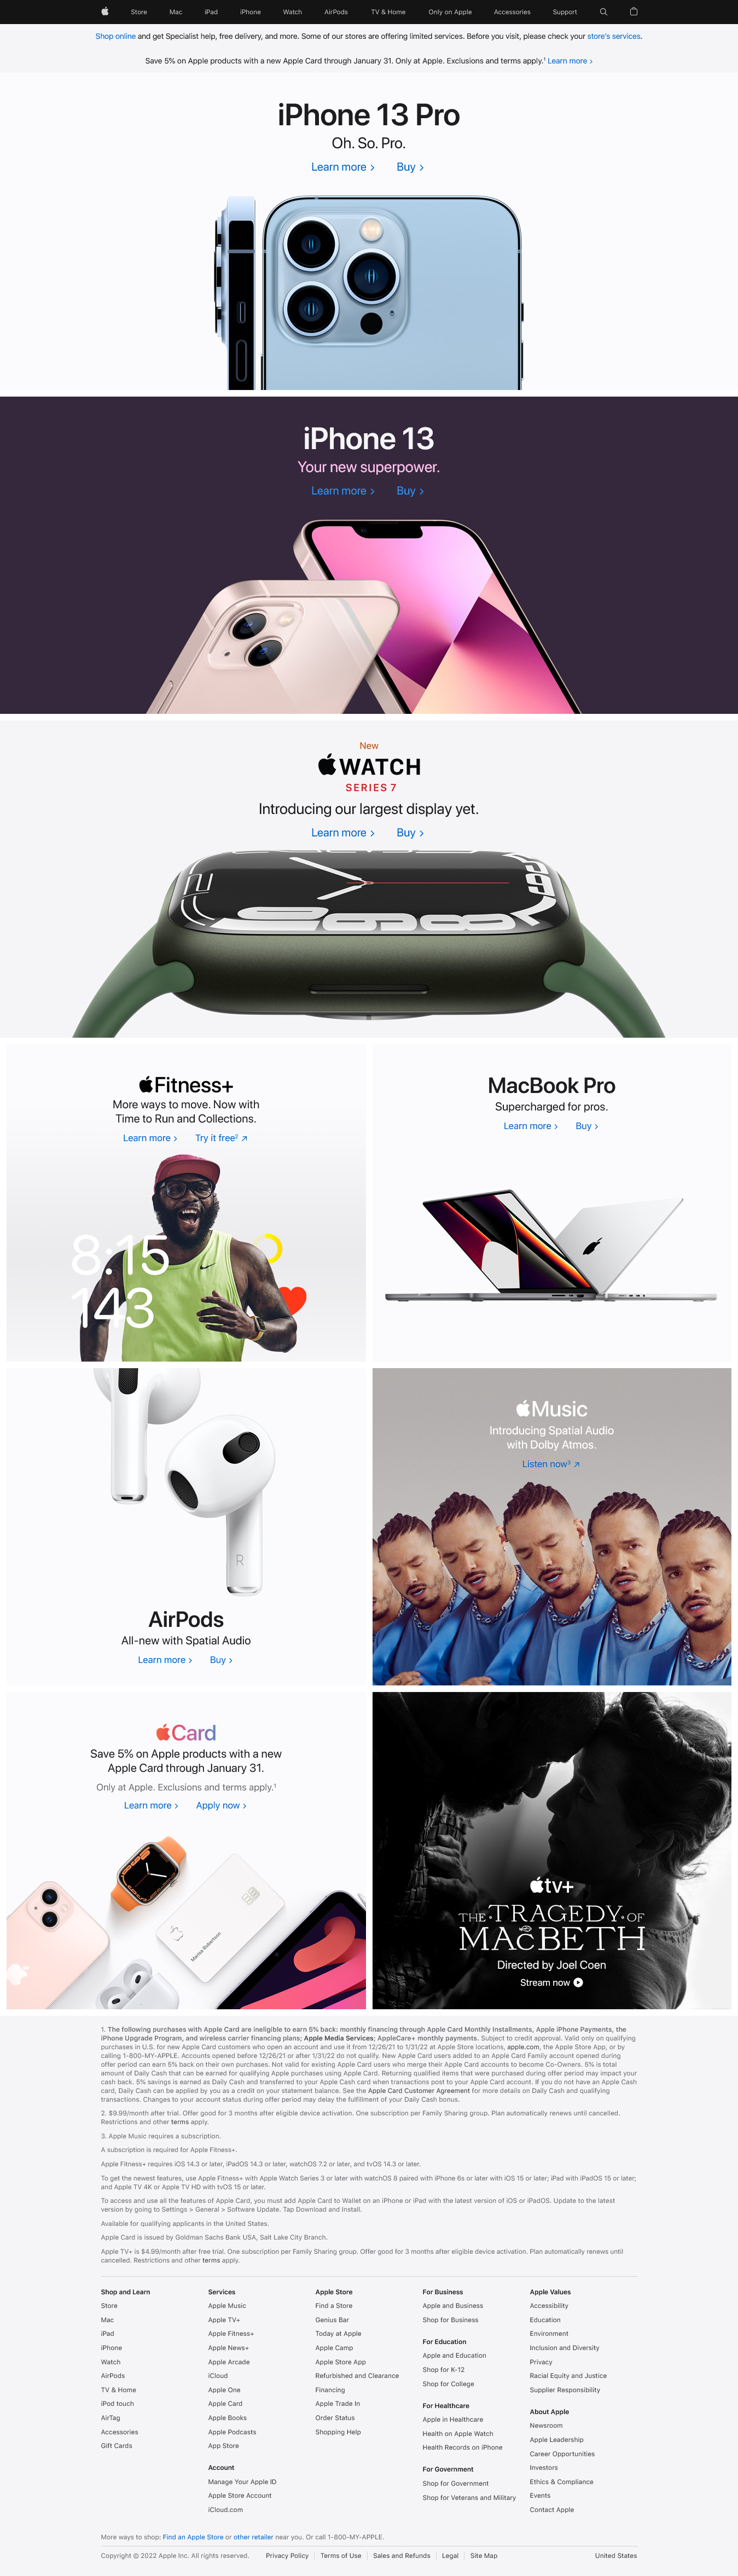 Store Mac iPad iPhone Watch AirPods TV & Home Only on Apple Accessories Support
Shop online and get Specialist help, free delivery, and more. Some of our stores are offering limited services. Before you visit, please check your store's services.
Save 5% on Apple products with a new Apple Card through January 31. Only at Apple. Exclusions and terms apply.¹ Learn more >
iPhone 13 Pro
Oh. So. Pro.
Learn more > Buy >
iPhone 13
Your new superpower.
Learn more > Buy >
New
WATCH
SERIES 7
Introducing our largest display yet.
Learn more > Buy >
Fitness+
More ways to move. Now with
Time to Run and Collections.
Learn more > Try it free² ↗
8:15
143
MacBook Pro
Supercharged for pros.
Learn more > Buy >
R
AirPods
All-new with Spatial Audio
Learn more > Buy >
Music
Introducing Spatial Audio
with Dolby Atmos.
Listen now³ ↗
Card
Save 5% on Apple products with a new
Apple Card through January 31.
Only at Apple. Exclusions and terms apply.¹
Learn more > Apply now >
Marisa Robertson
tv+
THE TRAGEDY OF
MACBETH
Directed by Joel Coen
Stream now
1. The following purchases with Apple Card are ineligible to earn 5% back: monthly financing through Apple Card Monthly Installments, Apple iPhone Payments, the
iPhone Upgrade Program, and wireless carrier financing plans; Apple Media Services; AppleCare+ monthly payments. Subject to credit approval. Valid only on qualifying
purchases in U.S. for new Apple Card customers who open an account and use it from 12/26/21 to 1/31/22 at Apple Store locations, apple.com, the Apple Store App, or by
calling 1-800-MY-APPLE. Accounts opened before 12/26/21 or after 1/31/22 do not qualify. New Apple Card users added to an Apple Card Family account opened during
offer period can earn 5% back on their own purchases. Not valid for existing Apple Card users who merge their Apple Card accounts to become Co-Owners. 5% is total
amount of Daily Cash that can be earned for qualifying Apple purchases using Apple Card. Returning qualified items that were purchased during offer period may impact your
cash back. 5% savings is earned as Daily Cash and transferred to your Apple Cash card when transactions post to your Apple Card account. If you do not have an Apple Cash
card, Daily Cash can be applied by you as a credit on your statement balance. See the Apple Card Customer Agreement for more details on Daily Cash and qualifying
transactions. Changes to your account status during offer period may delay the fulfillment of your Daily Cash bonus.
2. $9.99/month after trial. Offer good for 3 months after eligible device activation. One subscription per Family Sharing group. Plan automatically renews until cancelled.
Restrictions and other terms apply.
3. Apple Music requires a subscription.
A subscription is required for Apple Fitness+.
Apple Fitness+ requires iOS 14.3 or later, iPadOS 14.3 or later, watchOS 7.2 or later, and tvOS 14.3 or later.
To get the newest features, use Apple Fitness+ with Apple Watch Series 3 or later with watchOS 8 paired with iPhone 6s or later with iOS 15 or later; iPad with iPadOS 15 or later;
and Apple TV 4K or Apple TV HD with tvOS 15 or later.
To access and use all the features of Apple Card, you must add Apple Card to Wallet on an iPhone or iPad with the latest version of iOS or iPadOS. Update to the latest
version by going to Settings > General > Software Update. Tap Download and Install.
Available for qualifying applicants in the United States.
Apple Card is issued by Goldman Sachs Bank USA, Salt Lake City Branch.
Apple TV+ is $4.99/month after free trial. One subscription per Family Sharing group. Offer good for 3 months after eligible device activation. Plan automatically renews until
cancelled. Restrictions and other terms apply.
Shop and Learn
Store
Mac
iPad
iPhone
Watch
AirPods
TV & Home
iPod touch
AirTag
Accessories
Gift Cards
Services
Apple Music
Apple TV+
Apple Fitness+
Apple News+
Apple Arcade
iCloud
Apple One
Apple Card
Apple Books
Apple Podcasts
App Store
Account
Manage Your Apple ID
Apple Store Account
iCloud.com
Apple Store
Find a Store
Genius Bar
Today at Apple
Apple Camp
Apple Store App
Refurbished and Clearance
Financing
Apple Trade In
Order Status
Shopping Help
For Business
Apple and Business
Shop for Business
For Education
Apple and Education
Shop for K-12
Shop for College
For Healthcare
Apple in Healthcare
Health on Apple Watch
Health Records on iPhone
For Government
Shop for Government
Shop for Veterans and Military
Apple Values
Accessibility
Education
Environment
Inclusion and Diversity
Privacy
Racial Equity and Justice
Supplier Responsibility
About Apple
Newsroom
Apple Leadership
Career Opportunities
Investors
Ethics & Compliance
Events
Contact Apple
More ways to shop: Find an Apple Store or other retailer near you. Or call 1-800-MY-APPLE.
Copyright © 2022 Apple Inc. All rights reserved. Privacy Policy | Terms of Use | Sales and Refunds | Legal | Site Map United States